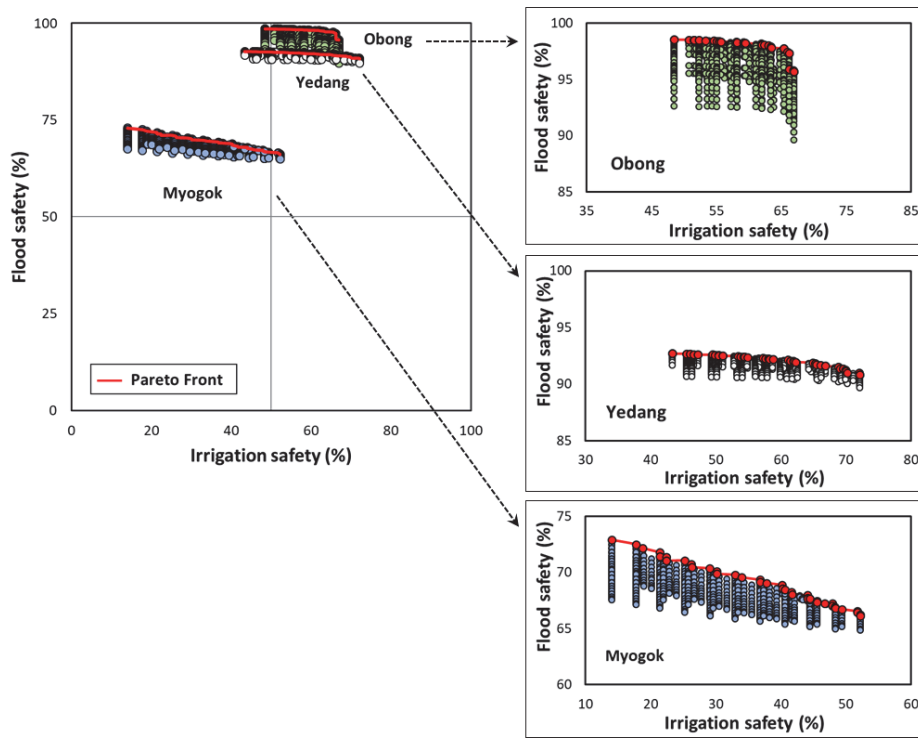 100
75
50
25
0
Flood safety (%)
Obong
Yedang
Myogok
Pareto Front
0
20
40
60
80
100
Irrigation safety (%)
100
95
90
85
Flood safety (%)
Obong
35
45
55
65
75
85
Irrigation safety (%)
100
95
90
85
Flood safety (%)
Yedang
30
40
50
60
70
80
Irrigation safety (%)
75
70
65
60
Flood safety (%)
Myogok
10
20
30
40
50
60
Irrigation safety (%)